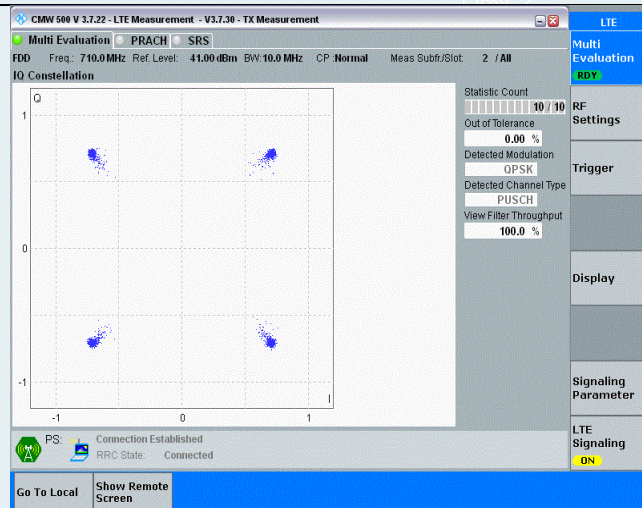 CMW 500 V 3.7.22 - LTE Measurement - V3.7.30 - TX Measurement
LTE
Multi Evaluation PRACH SRS
Multi
Evaluation
RDY
FDD Freq.: 710.0 MHz Ref. Level: 41.00 dBm BW: 10.0 MHz CP :Normal Meas Subfr./Slot: 2 / All
IQ Constellation
Q
1
0
-1
-1 0 1
I
Statistic Count
10 / 10
Out of Tolerance
0.00 %
Detected Modulation
QPSK
Detected Channel Type
PUSCH
View Filter Throughput
100.0 %
RF
Settings
Trigger
Display
Signaling
Parameter
LTE
Signaling
ON
PS: Connection Established
RRC State: Connected
Go To Local
Show Remote
Screen